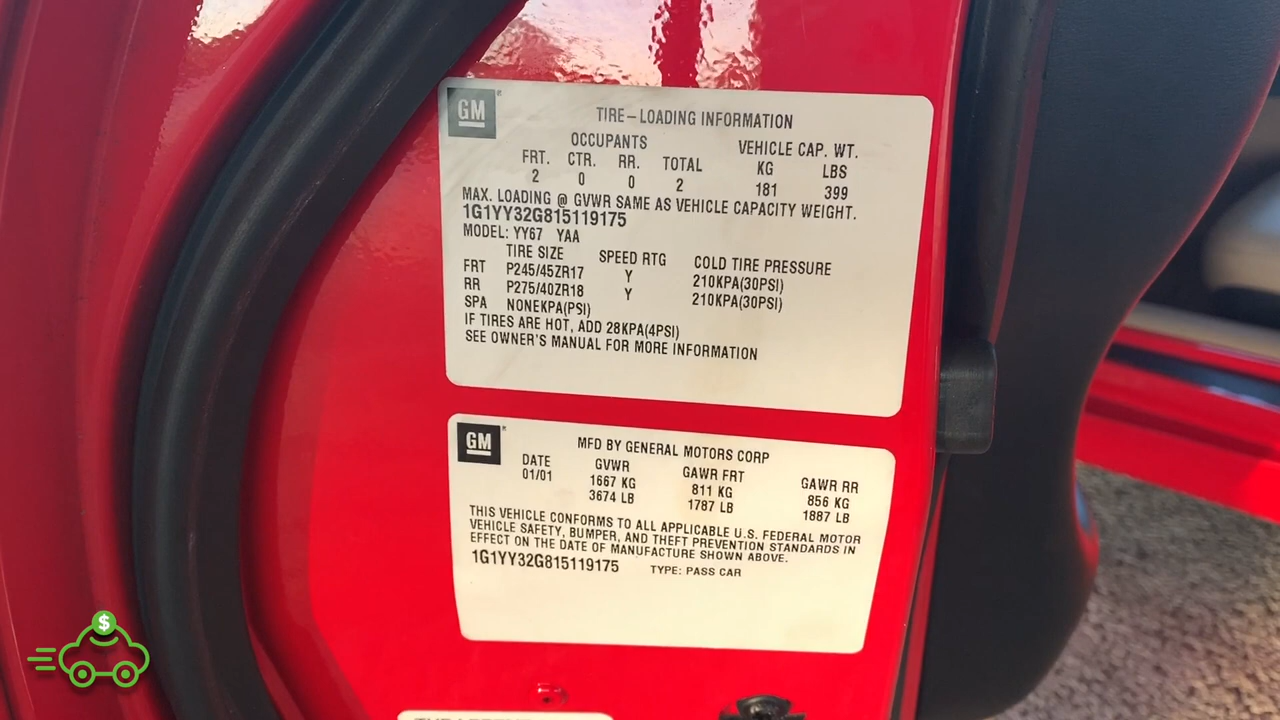 GM
TIRE-LOADING INFORMATION
OCCUPANTS VEHICLE CAP. WT.
FRT. CTR. RR. TOTAL KG LBS
2 0 0 2 181 399
MAX. LOADING @ GVWR SAME AS VEHICLE CAPACITY WEIGHT.
1G1YY32G815119175
MODEL: YY67 YAA
TIRE SIZE SPEED RTG COLD TIRE PRESSURE
FRT P245/45ZR17 Y 210KPA(30PSI)
RR P275/40ZR18 Y 210KPA(30PSI)
SPA NONEKPA(PSI)
IF TIRES ARE HOT, ADD 28KPA(4PSI)
SEE OWNER'S MANUAL FOR MORE INFORMATION
GM
MFD BY GENERAL MOTORS CORP
DATE GVWR GAWR FRT GAWR RR
01/01 1667 KG 811 KG 856 KG
3674 LB 1787 LB 1887 LB
THIS VEHICLE CONFORMS TO ALL APPLICABLE U.S. FEDERAL MOTOR
VEHICLE SAFETY, BUMPER, AND THEFT PREVENTION STANDARDS IN
EFFECT ON THE DATE OF MANUFACTURE SHOWN ABOVE.
1G1YY32G815119175 TYPE: PASS CAR
$